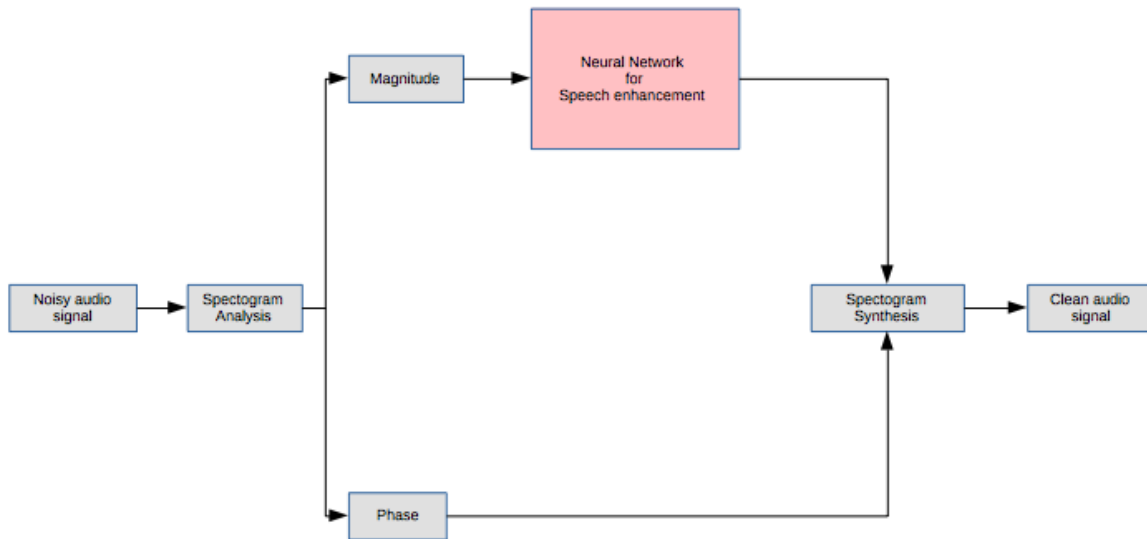 Magnitude
Neural Network
for
Speech enhancement
Noisy audio
signal
Spectogram
Analysis
Spectogram
Synthesis
Clean audio
signal
Phase